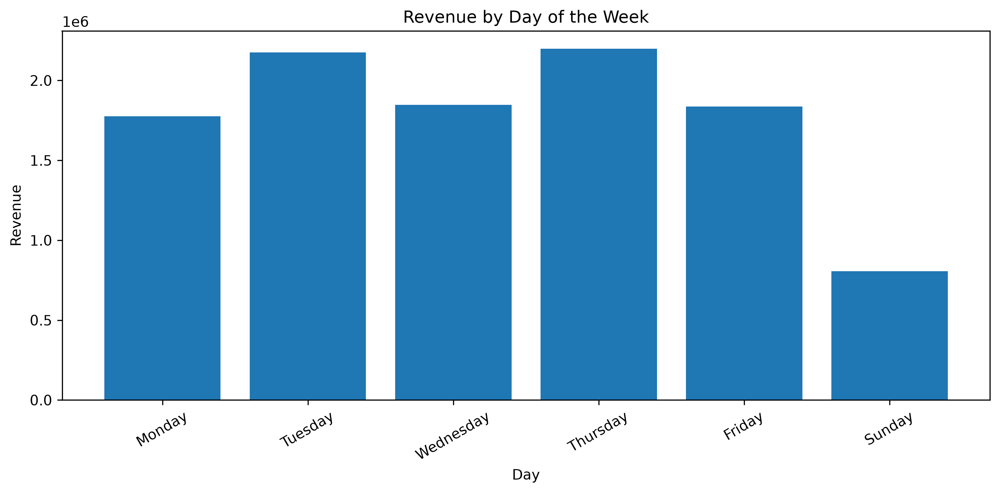 Revenue by Day of the Week
1e6
2.0
1.5
1.0
0.5
0.0
Revenue
Monday
Tuesday
Wednesday
Thursday
Friday
Sunday
Day